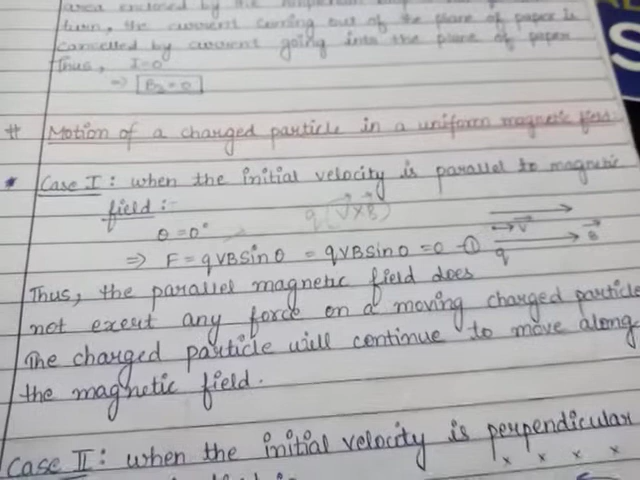 area enclosed by the
turn, the current coming out of the plane of paper is
cancelled by current going into the plane of paper
Thus, I=0
⇒ B₂=0
# Motion of a charged particle in a uniform magnetic field
* Case I : when the initial velocity is parallel to magnetic
field :-
q(V⃗×B⃗)
θ = 0°
⇒ F = qVBsinθ = qVBsin0 = 0 -①
V⃗
q
B⃗
Thus, the parallel magnetic field does
not exert any force on a moving charged particle
The charged particle will continue to move along
the magnetic field.
Case II : when the initial velocity is perpendicular
x x x x
S